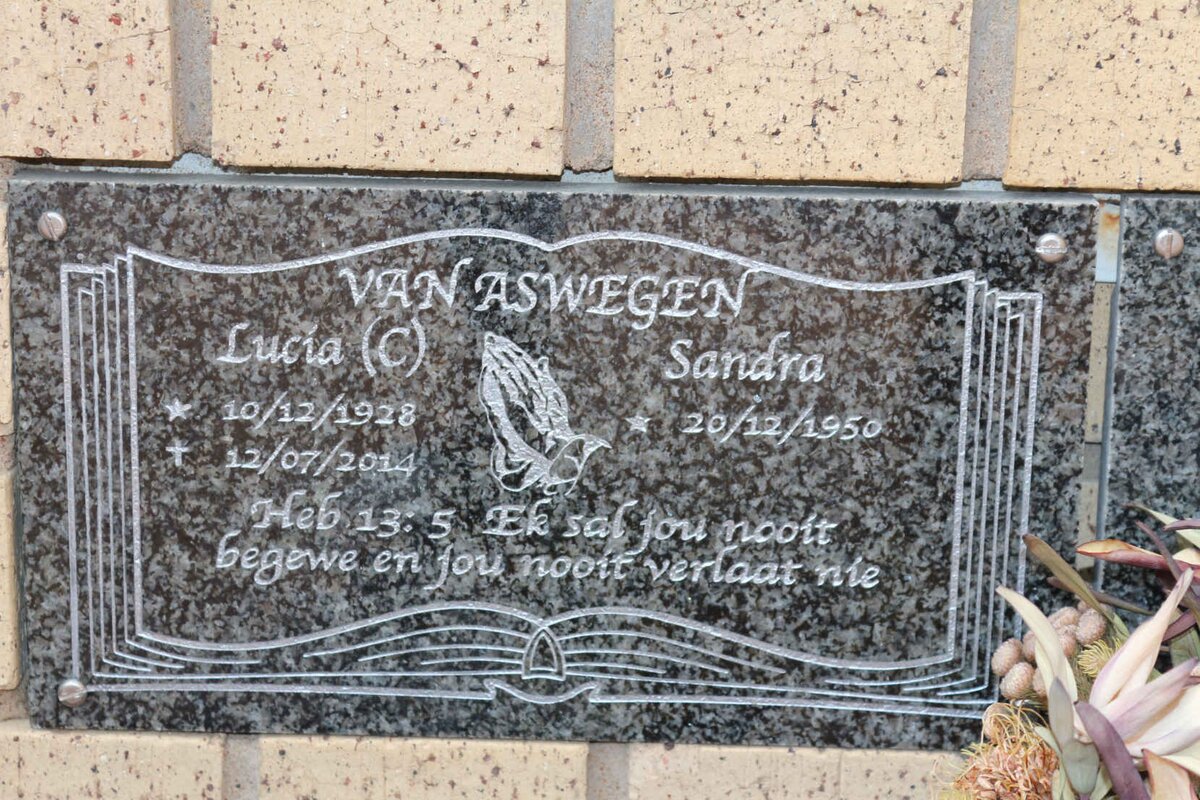 VAN ASWEGEN
Lucia (C) Sandra
10/12/1928 20/12/1950
12/07/2014
Heb 13: 5 Ek sal jou nooit
begewe en jou nooit verlaat nie